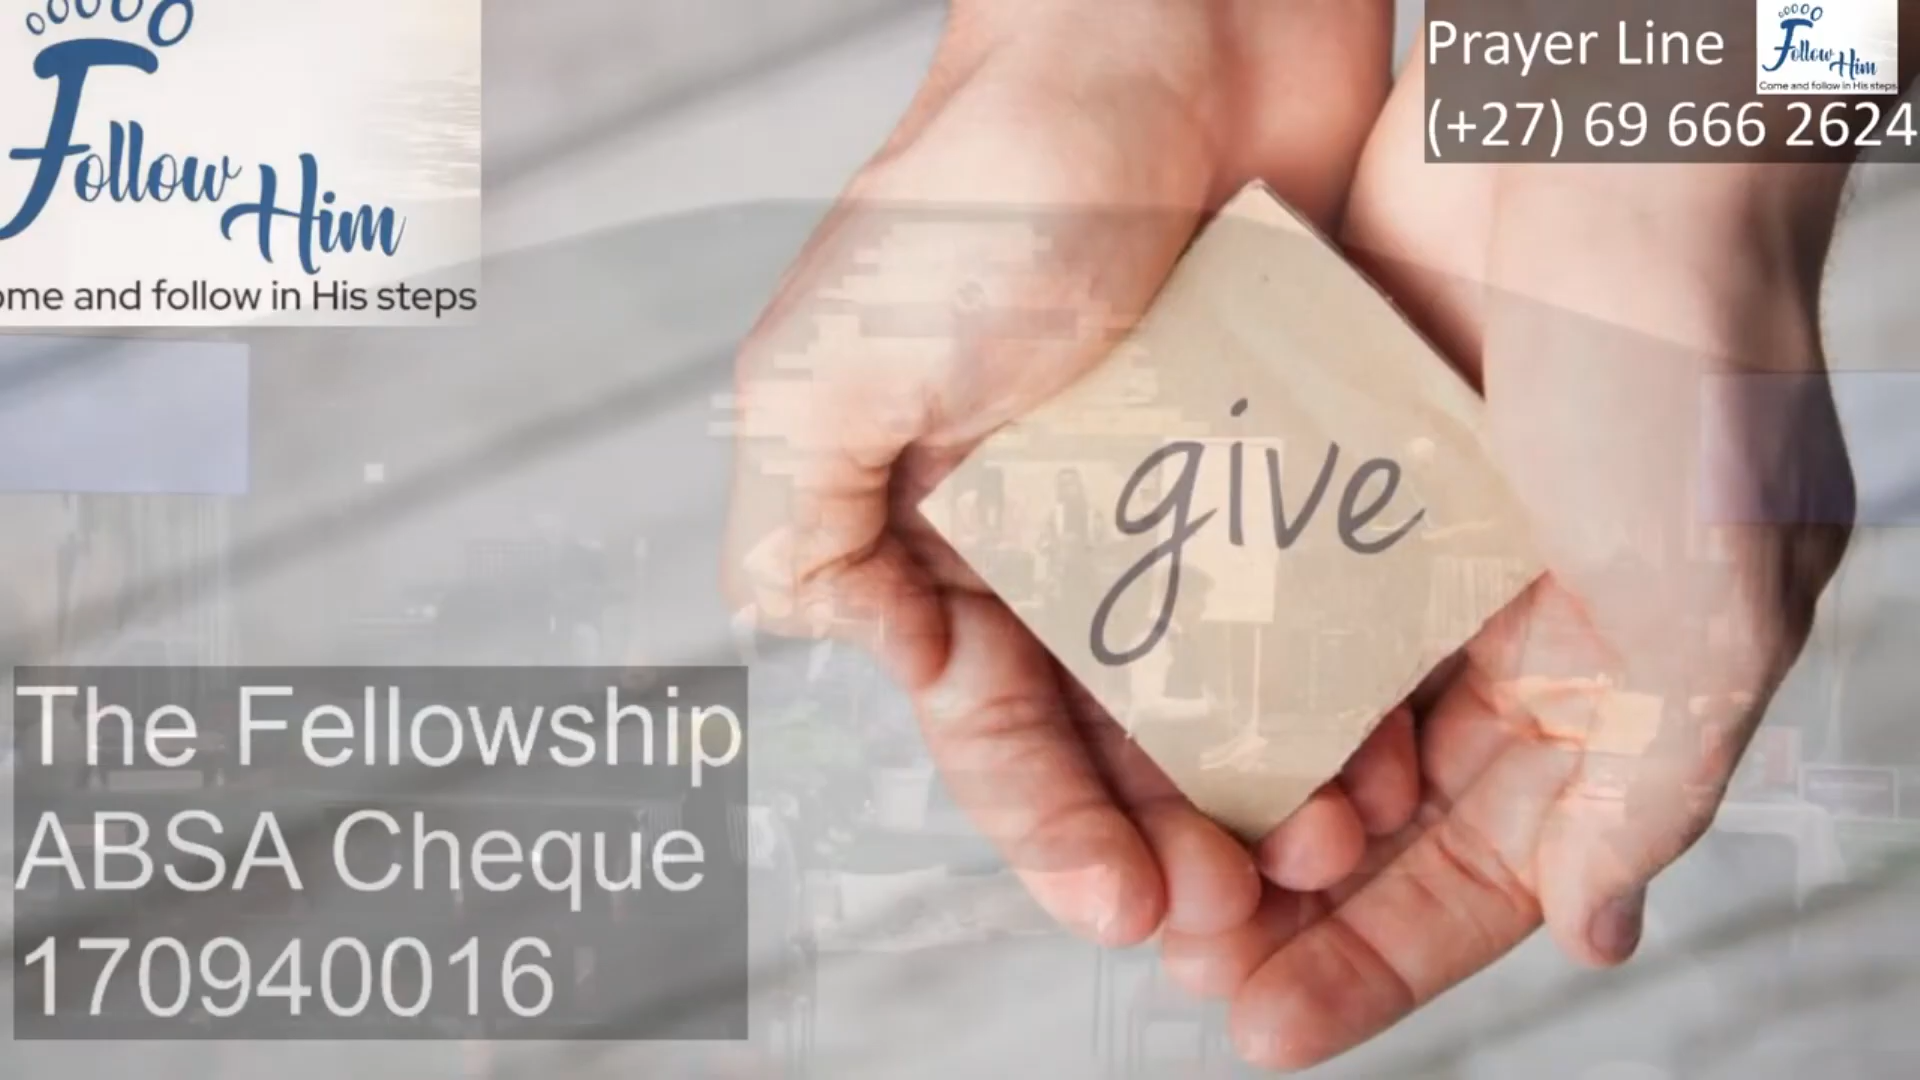 Follow Him
ome and follow in His steps
Prayer Line
(+27) 69 666 2624
Follow Him
Come and follow in His steps
give
The Fellowship
ABSA Cheque
170940016